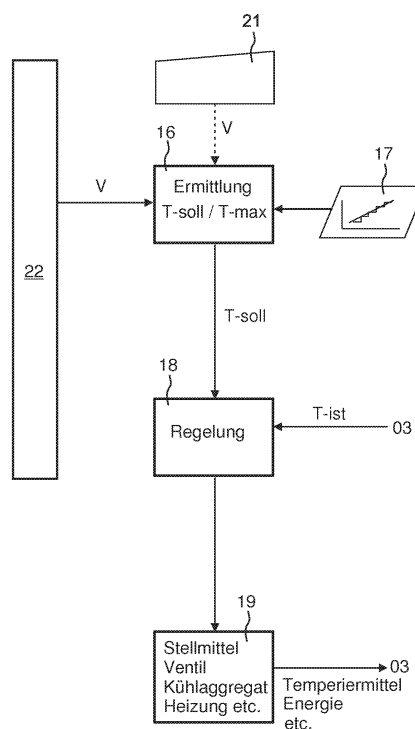 21
V
16
17
V
Ermittlung
T-soll / T-max
22
T-soll
18
T-ist
03
Regelung
19
Stellmittel
Ventil
Kühlaggregat
Heizung etc.
03
Temperiermittel
Energie
etc.